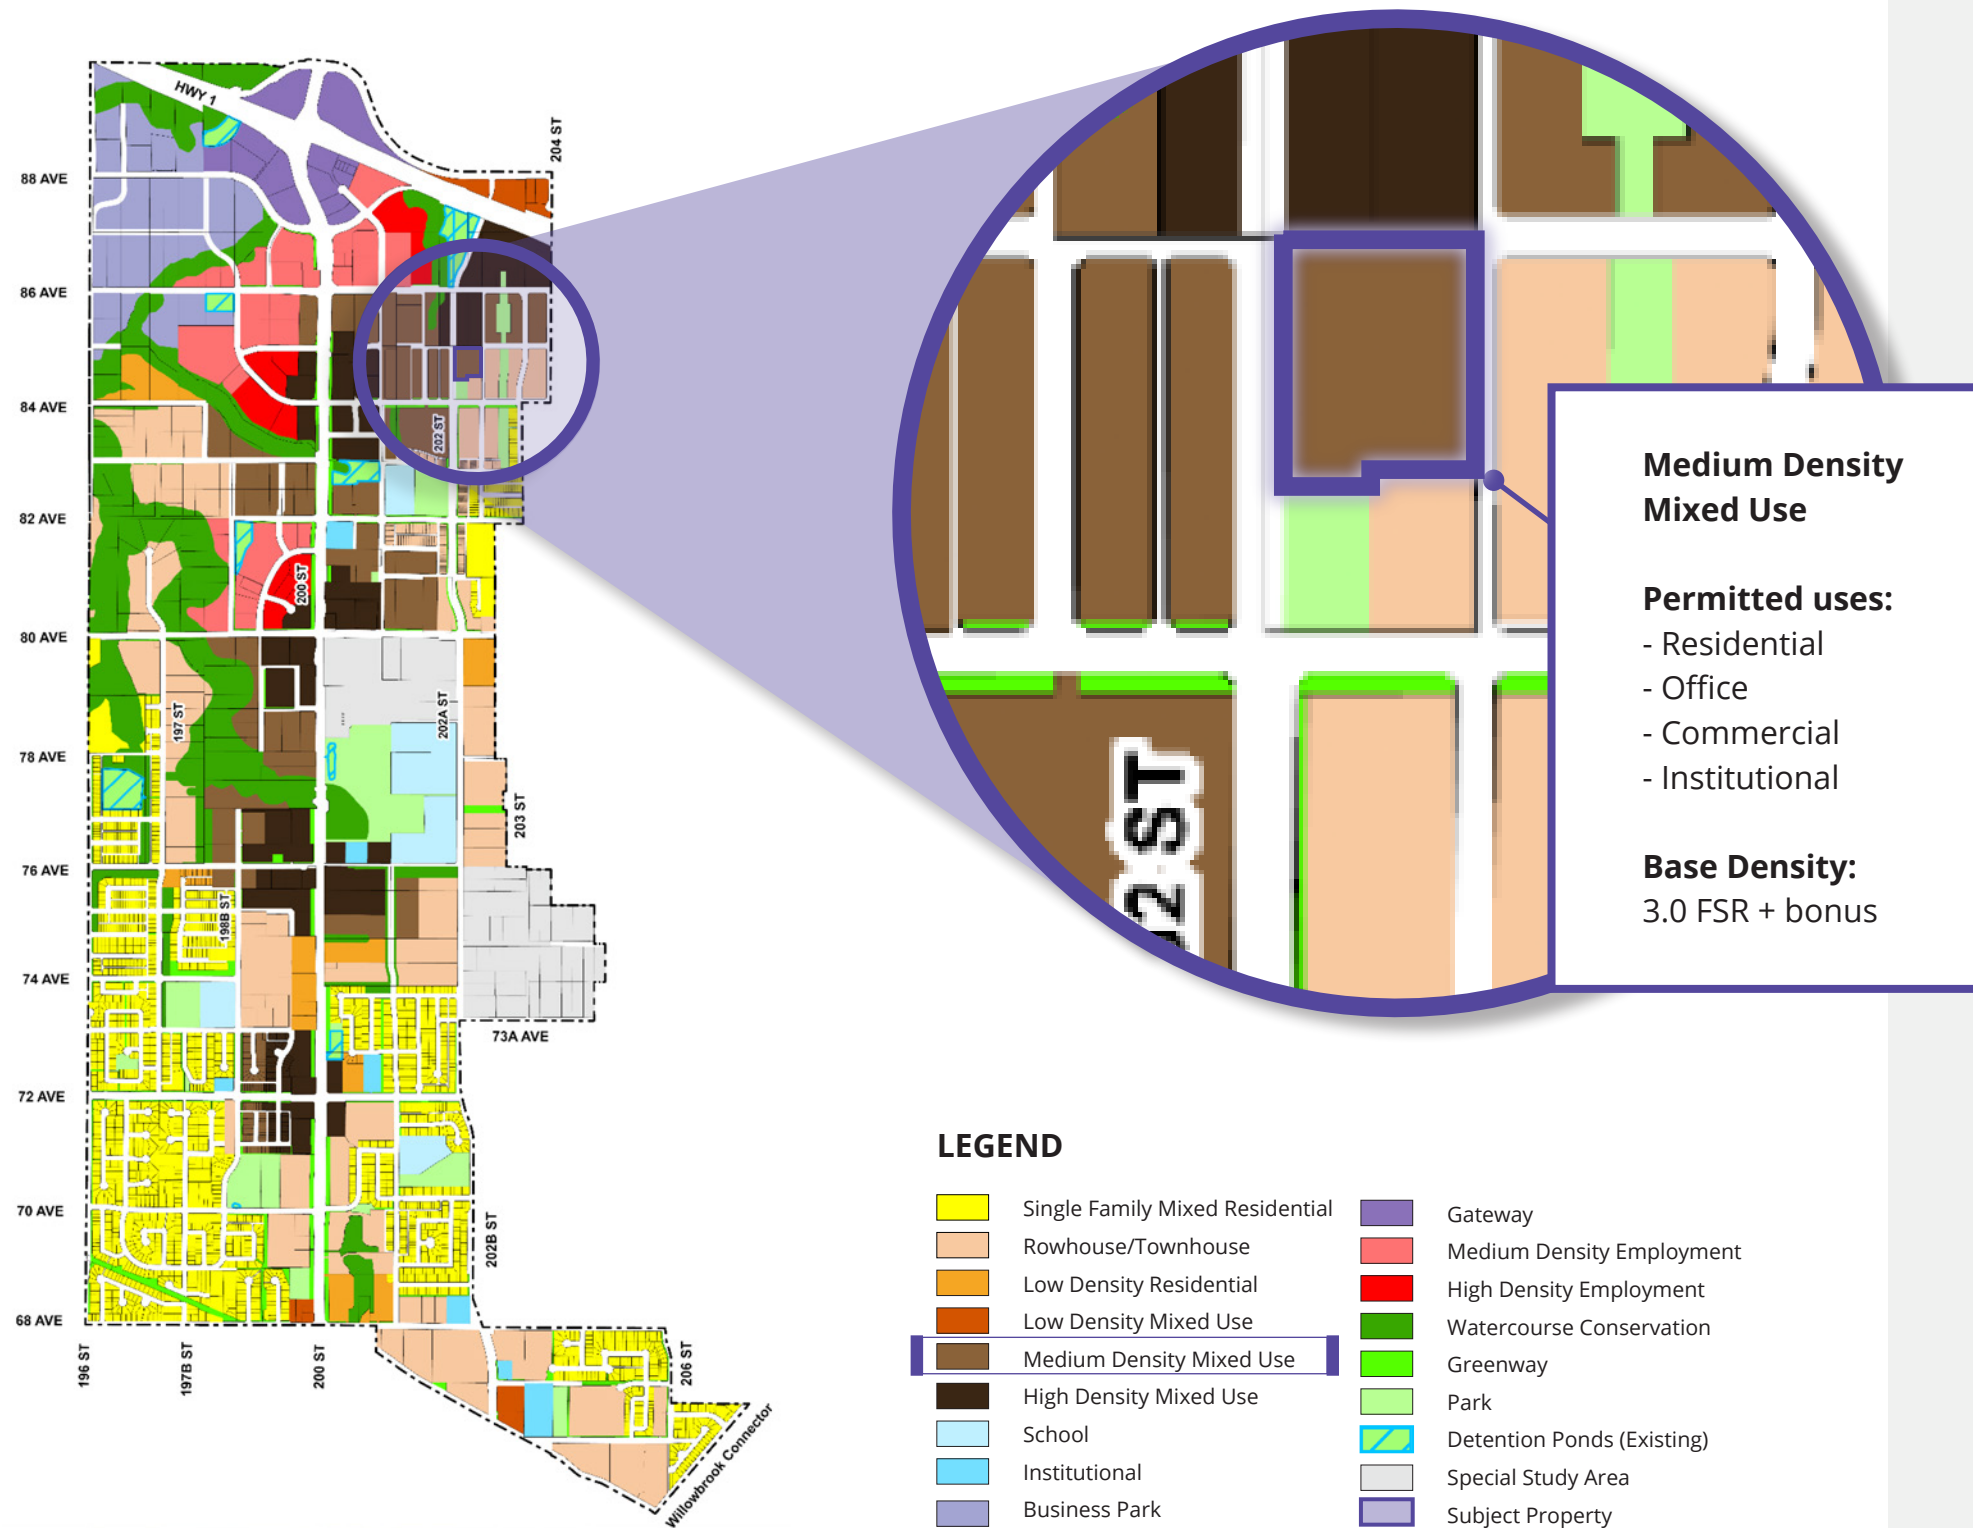 HWY 1
204 ST
88 AVE
86 AVE
84 AVE
202 ST
82 AVE
200 ST
80 AVE
197 ST
202A ST
78 AVE
203 ST
76 AVE
198B ST
74 AVE
73A AVE
72 AVE
70 AVE
202B ST
68 AVE
196 ST
197B ST
200 ST
206 ST
Willowbrook Connector
02 ST
Medium Density
Mixed Use
Permitted uses:
- Residential
- Office
- Commercial
- Institutional
Base Density:
3.0 FSR + bonus
LEGEND
Single Family Mixed Residential
Rowhouse/Townhouse
Low Density Residential
Low Density Mixed Use
Medium Density Mixed Use
High Density Mixed Use
School
Institutional
Business Park
Gateway
Medium Density Employment
High Density Employment
Watercourse Conservation
Greenway
Park
Detention Ponds (Existing)
Special Study Area
Subject Property